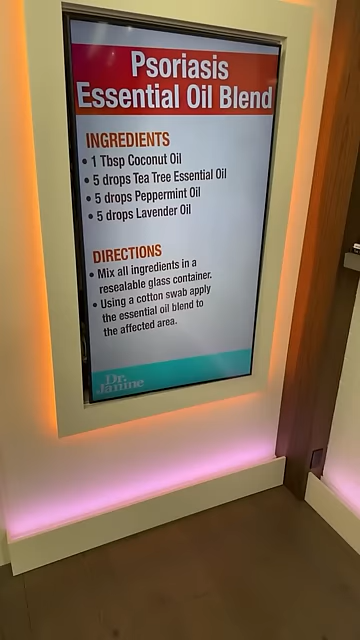 Psoriasis
Essential Oil Blend
INGREDIENTS
• 1 Tbsp Coconut Oil
• 5 drops Tea Tree Essential Oil
• 5 drops Peppermint Oil
• 5 drops Lavender Oil
DIRECTIONS
• Mix all ingredients in a
resealable glass container.
• Using a cotton swab apply
the essential oil blend to
the affected area.
Dr.
Janine